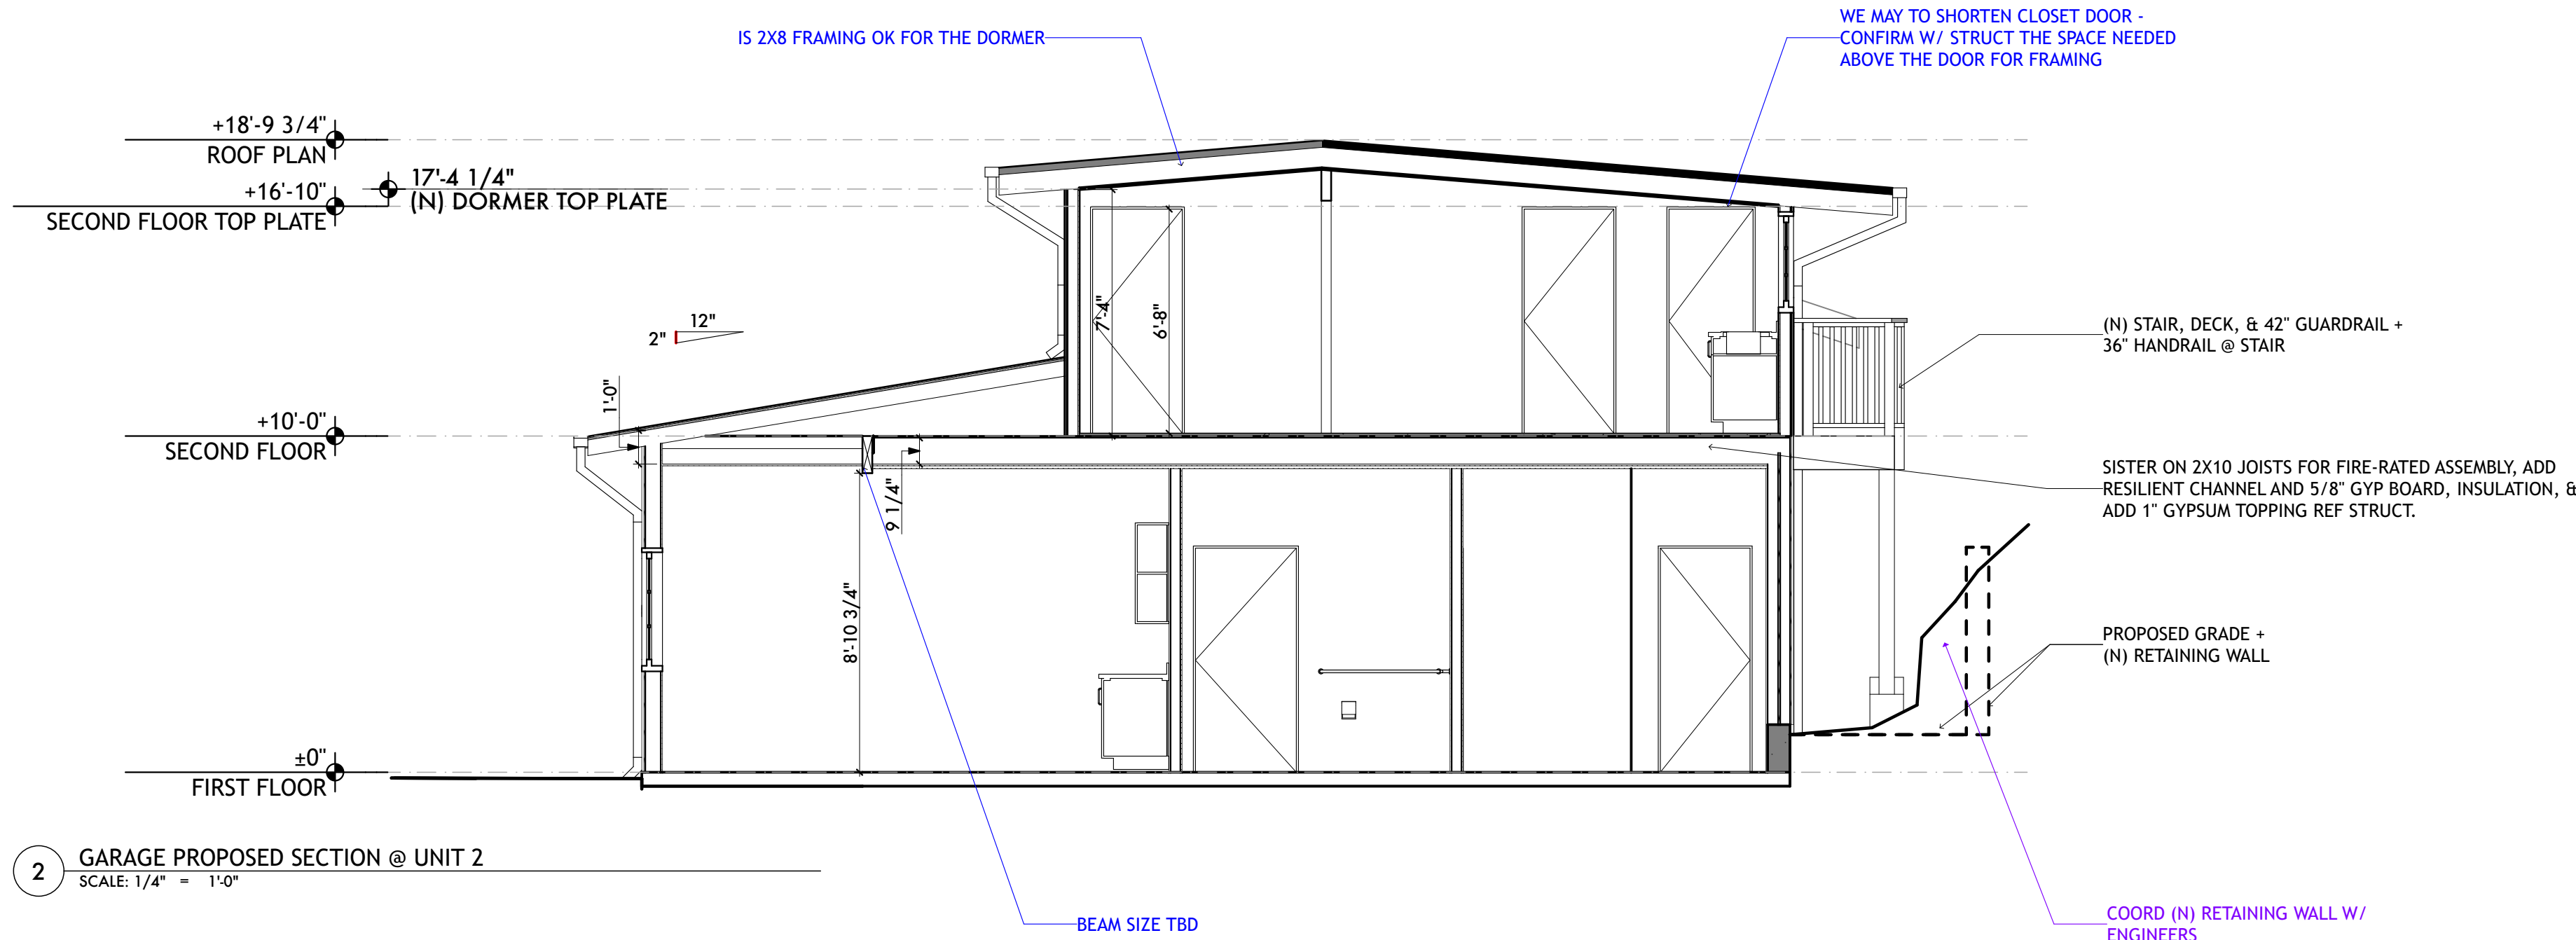 IS 2X8 FRAMING OK FOR THE DORMER
WE MAY TO SHORTEN CLOSET DOOR -
CONFIRM W/ STRUCT THE SPACE NEEDED
ABOVE THE DOOR FOR FRAMING
+18'-9 3/4"
ROOF PLAN
17'-4 1/4"
(N) DORMER TOP PLATE
+16'-10"
SECOND FLOOR TOP PLATE
12"
2"
7'-4"
6'-8"
(N) STAIR, DECK, & 42" GUARDRAIL +
36" HANDRAIL @ STAIR
1'-0"
+10'-0"
SECOND FLOOR
9 1/4"
SISTER ON 2X10 JOISTS FOR FIRE-RATED ASSEMBLY, ADD
RESILIENT CHANNEL AND 5/8" GYP BOARD, INSULATION, &
ADD 1" GYPSUM TOPPING REF STRUCT.
8'-10 3/4"
PROPOSED GRADE +
(N) RETAINING WALL
±0"
FIRST FLOOR
2
GARAGE PROPOSED SECTION @ UNIT 2
SCALE: 1/4" = 1'-0"
BEAM SIZE TBD
COORD (N) RETAINING WALL W/
ENGINEERS